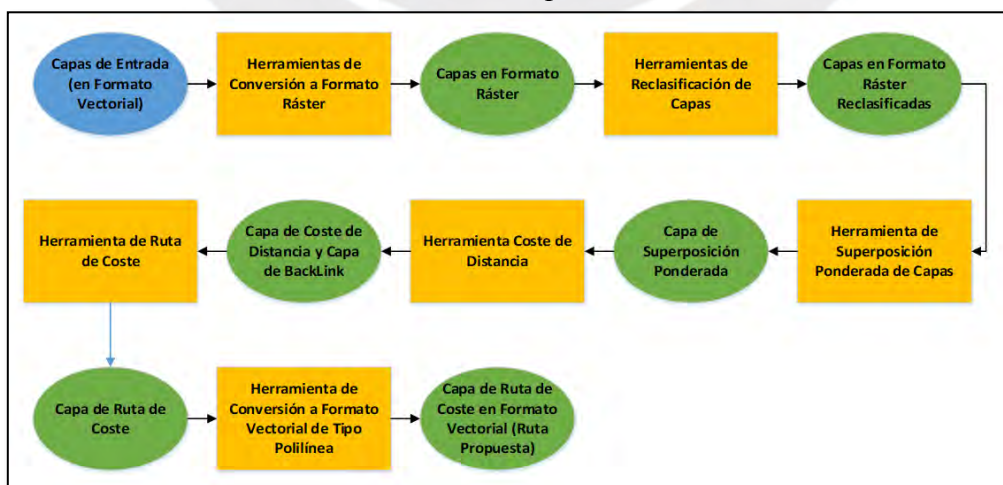 Capas de Entrada
(en Formato
Vectorial)
Herramientas de
Conversión a Formato
Ráster
Capas en Formato
Ráster
Herramientas de
Reclasificación de
Capas
Capas en Formato
Ráster
Reclasificadas
Herramienta de Ruta
de Coste
Capa de Coste de
Distancia y Capa
de BackLink
Herramienta Coste de
Distancia
Capa de
Superposición
Ponderada
Herramienta de
Superposición
Ponderada de Capas
Capa de Ruta de
Coste
Herramienta de
Conversión a Formato
Vectorial de Tipo
Polilínea
Capa de Ruta de
Coste en Formato
Vectorial (Ruta
Propuesta)